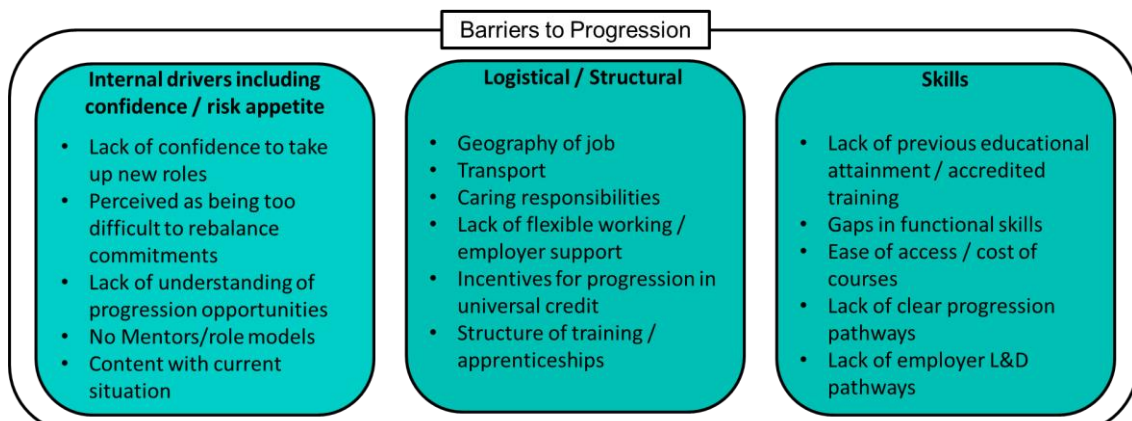 Barriers to Progression
Internal drivers including
confidence / risk appetite
• Lack of confidence to take
up new roles
• Perceived as being too
difficult to rebalance
commitments
• Lack of understanding of
progression opportunities
• No Mentors/role models
• Content with current
situation
Logistical / Structural
• Geography of job
• Transport
• Caring responsibilities
• Lack of flexible working /
employer support
• Incentives for progression in
universal credit
• Structure of training /
apprenticeships
Skills
• Lack of previous educational
attainment / accredited
training
• Gaps in functional skills
• Ease of access / cost of
courses
• Lack of clear progression
pathways
• Lack of employer L&D
pathways